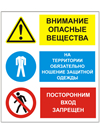 ВНИМАНИЕ
ОПАСНЫЕ
ВЕЩЕСТВА
НА
ТЕРРИТОРИИ
ОБЯЗАТЕЛЬНО
НОШЕНИЕ ЗАЩИТНОЙ
ОДЕЖДЫ
ПОСТОРОННИМ
ВХОД
ЗАПРЕЩЕН